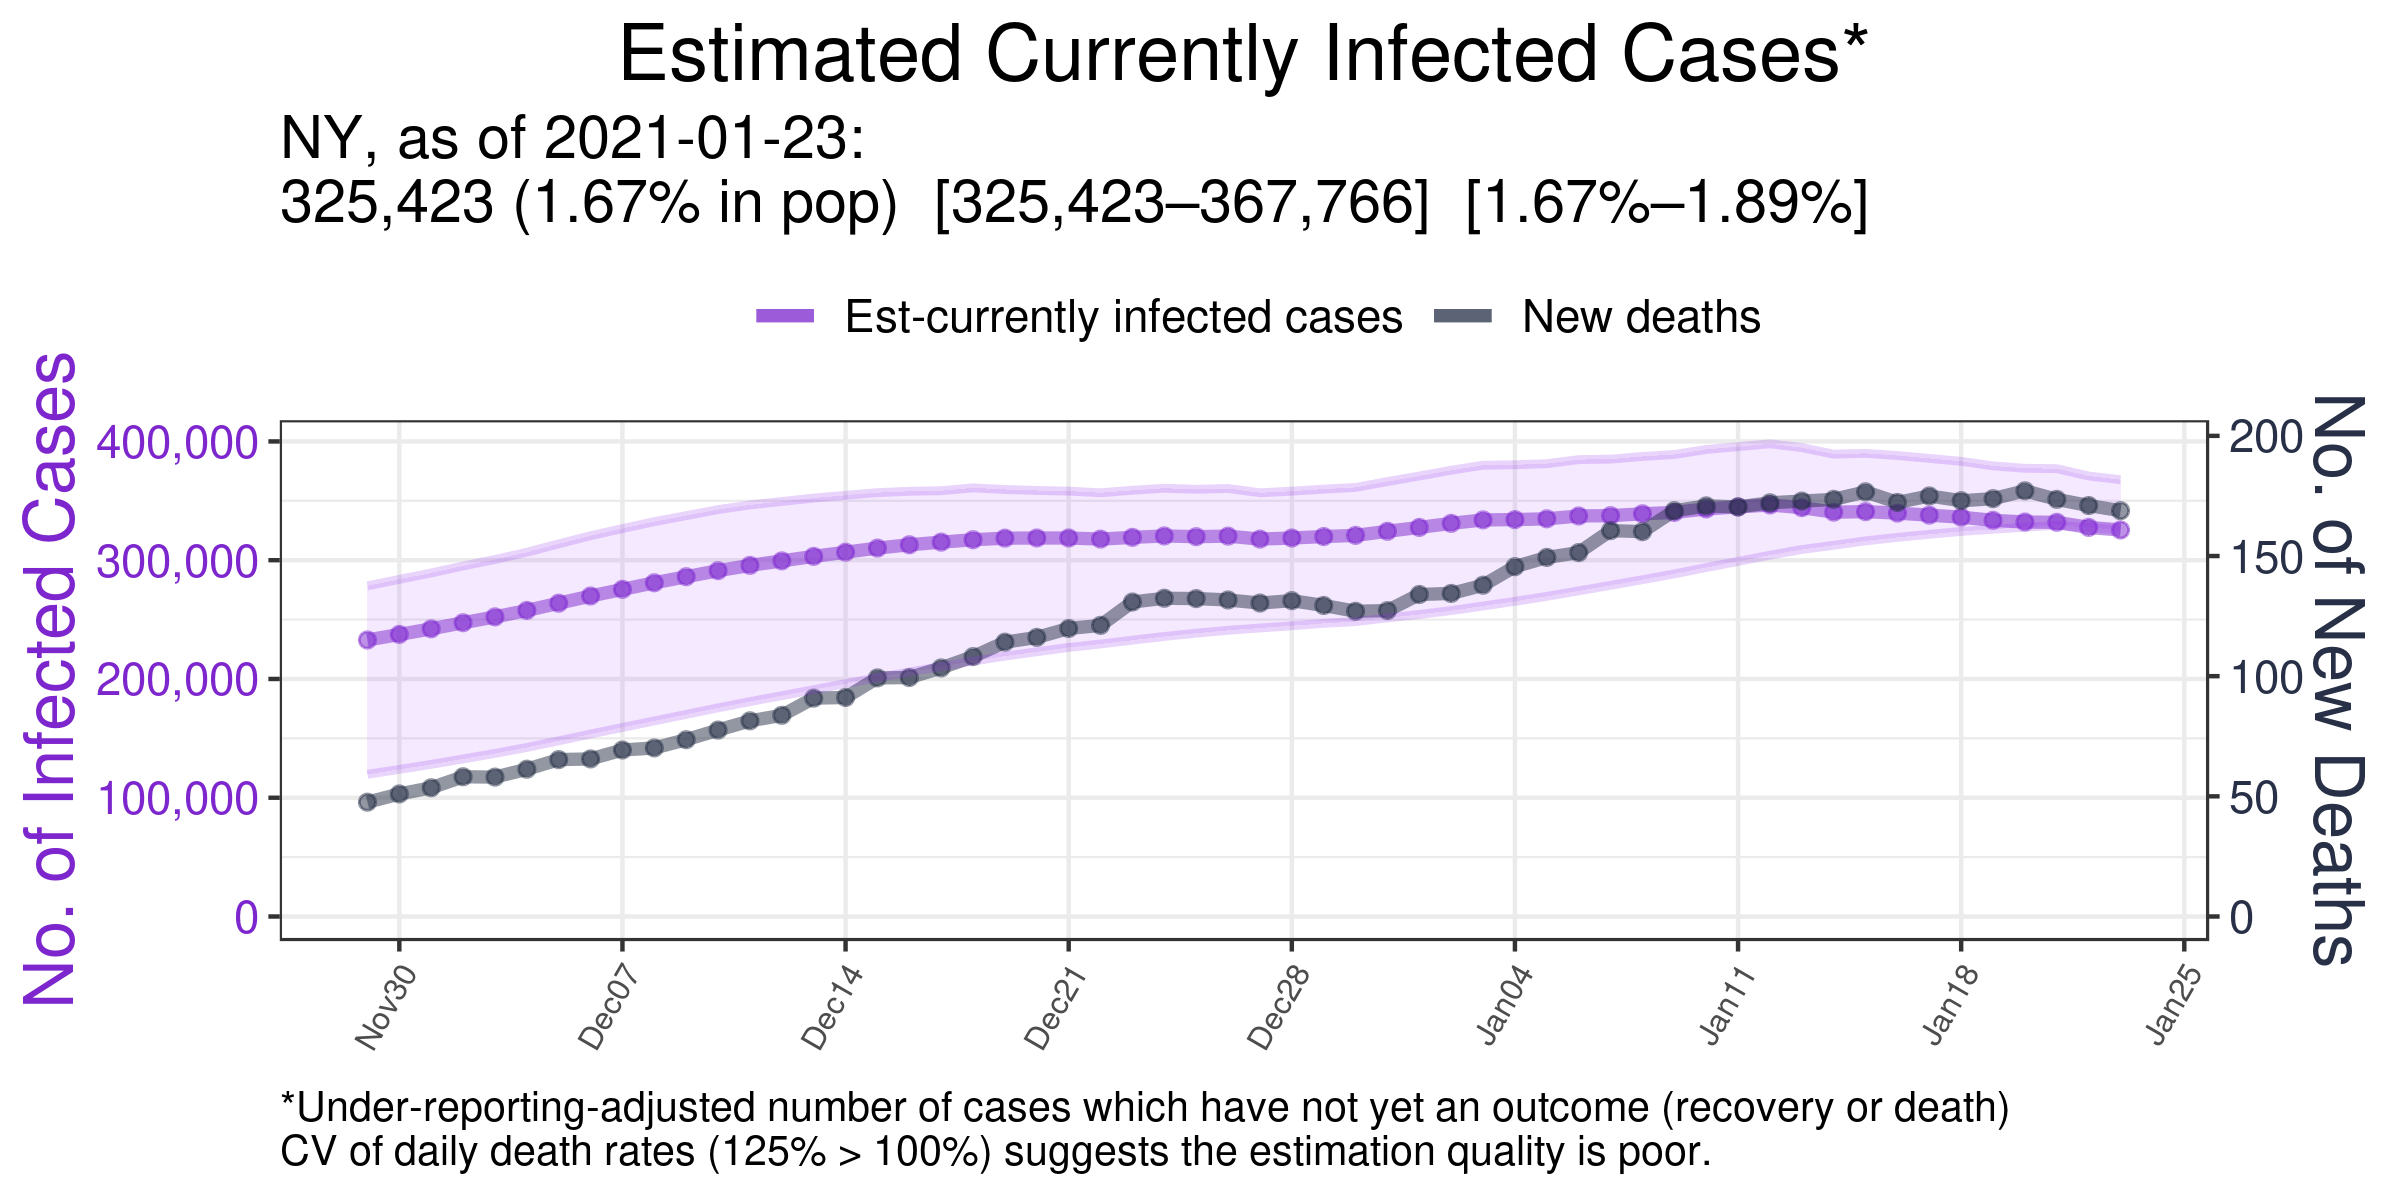 Estimated Currently Infected Cases*
NY, as of 2021-01-23:
325,423 (1.67% in pop)  [325,423–367,766]  [1.67%–1.89%]
Est-currently infected cases
New deaths
No. of Infected Cases
400,000
300,000
200,000
100,000
0
200
150
100
50
0
No. of New Deaths
Nov30
Dec07
Dec14
Dec21
Dec28
Jan04
Jan11
Jan18
Jan25
*Under-reporting-adjusted number of cases which have not yet an outcome (recovery or death)
CV of daily death rates (125% > 100%) suggests the estimation quality is poor.